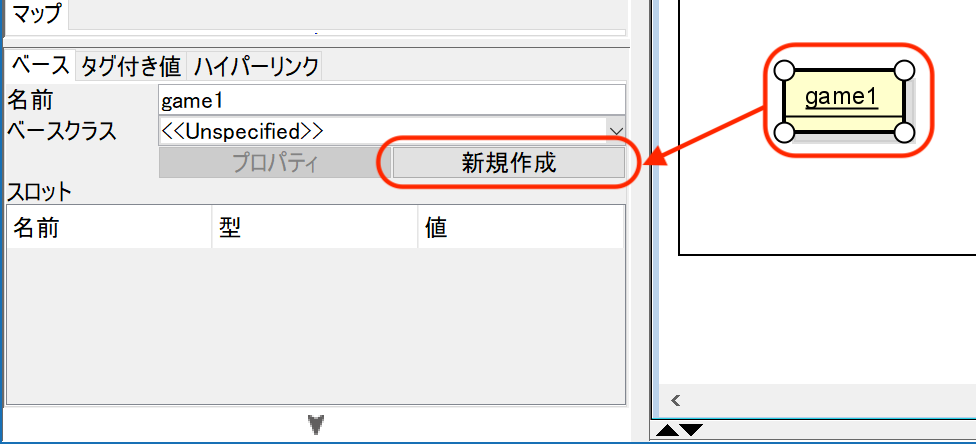 マップ
ベース タグ付き値 ハイパーリンク
名前 game1
ベースクラス <<Unspecified>>
プロパティ 新規作成
スロット
名前 型 値
game1